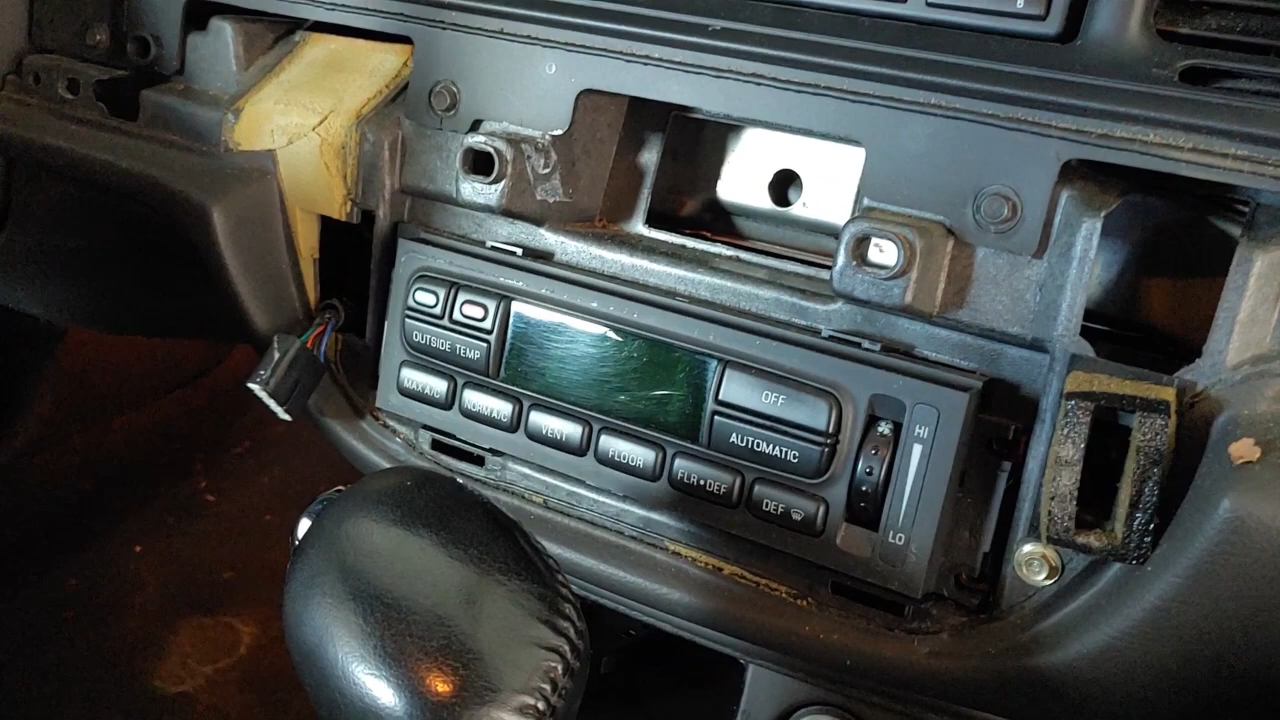 OUTSIDE TEMP
OFF
AUTOMATIC
MAX A/C
NORM A/C
VENT
FLOOR
FLR•DEF
DEF
HI
LO